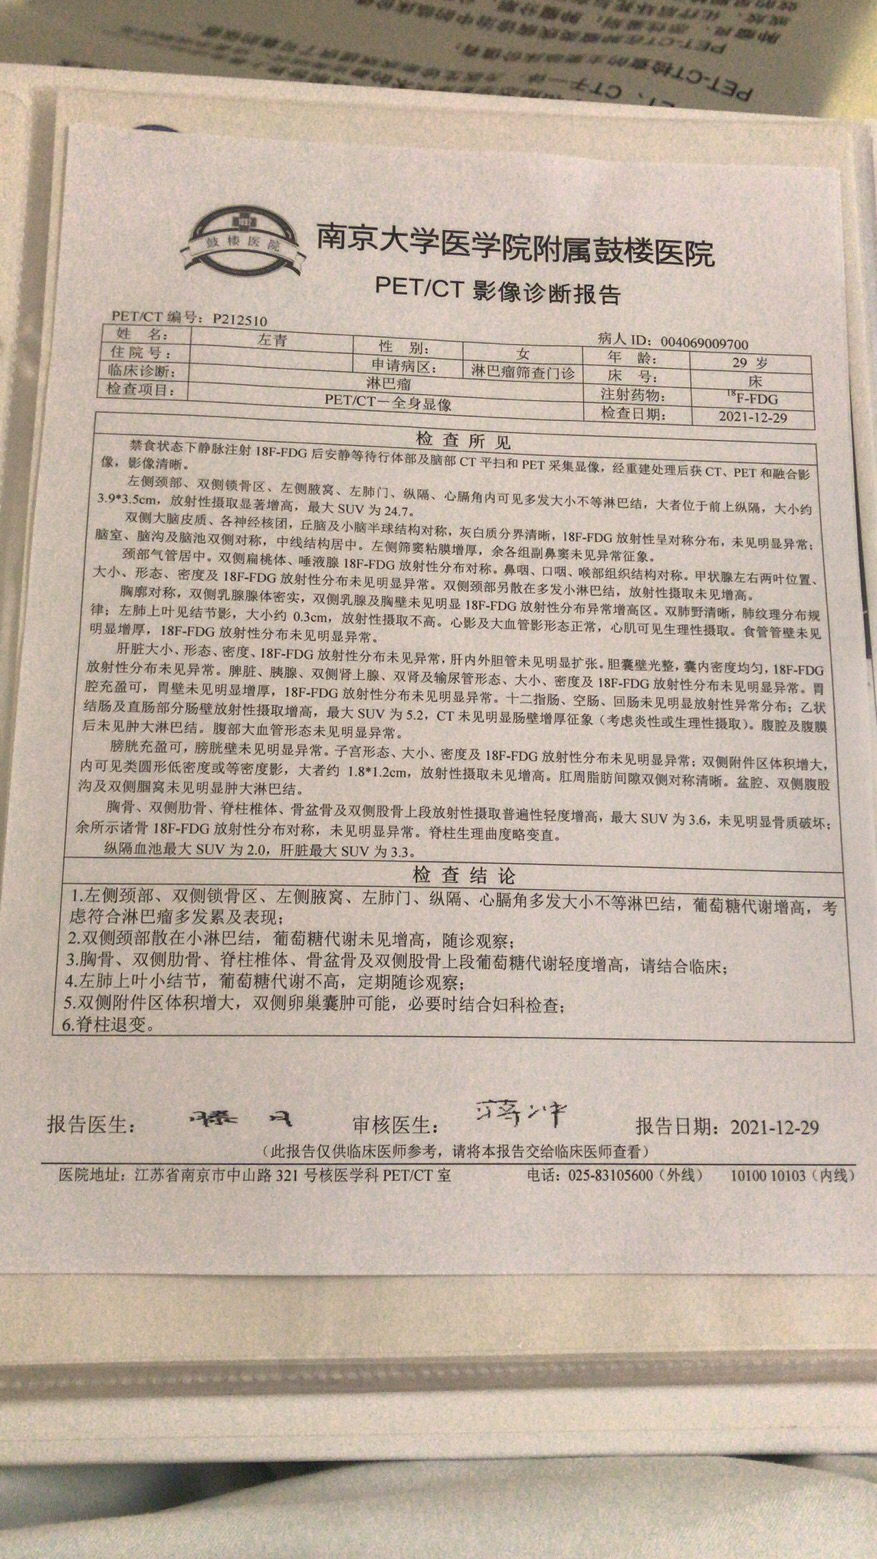 PET-CT检查的主要临床价值有:
鼓楼医院
南京大学医学院附属鼓楼医院
PET/CT 影像诊断报告
PET/CT 编号：P212510
病人 ID：004069009700
姓 名： 左青 性 别： 女 年 龄： 29 岁
住院号： 申请病区： 淋巴瘤筛查门诊 床 号： 床
临床诊断： 淋巴瘤 注射药物： 18F-FDG
检查项目： PET/CT－全身显像 检查日期： 2021-12-29
检 查 所 见
禁食状态下静脉注射 18F-FDG 后安静等待行体部及脑部 CT 平扫和 PET 采集显像，经重建处理后获 CT、PET 和融合影
像，影像清晰。
左侧颈部、双侧锁骨区、左侧腋窝、左肺门、纵隔、心膈角内可见多发大小不等淋巴结，大者位于前上纵隔，大小约
3.9*3.5cm，放射性摄取显著增高，最大 SUV 为 24.7。
双侧大脑皮质、各神经核团，丘脑及小脑半球结构对称，灰白质分界清晰，18F-FDG 放射性呈对称分布，未见明显异常；
脑室、脑沟及脑池双侧对称，中线结构居中。左侧筛窦粘膜增厚，余各组副鼻窦未见异常征象。
颈部气管居中。双侧扁桃体、唾液腺 18F-FDG 放射性分布对称。鼻咽、口咽、喉部组织结构对称。甲状腺左右两叶位置、
大小、形态、密度及 18F-FDG 放射性分布未见明显异常。双侧颈部另散在多发小淋巴结，放射性摄取未见增高。
胸廓对称，双侧乳腺腺体密实，双侧乳腺及胸壁未见明显 18F-FDG 放射性分布异常增高区。双肺野清晰，肺纹理分布规
律；左肺上叶见结节影，大小约 0.3cm，放射性摄取不高。心影及大血管影形态正常，心肌可见生理性摄取。食管管壁未见
明显增厚，18F-FDG 放射性分布未见明显异常。
肝脏大小、形态、密度、18F-FDG 放射性分布未见异常，肝内外胆管未见明显扩张。胆囊壁光整，囊内密度均匀，18F-FDG
放射性分布未见异常。脾脏、胰腺、双侧肾上腺、双肾及输尿管形态、大小、密度及 18F-FDG 放射性分布未见明显异常。胃
腔充盈可，胃壁未见明显增厚，18F-FDG 放射性分布未见明显异常。十二指肠、空肠、回肠未见明显放射性异常分布；乙状
结肠及直肠部分肠壁放射性摄取增高，最大 SUV 为 5.2，CT 未见明显肠壁增厚征象（考虑炎性或生理性摄取）。腹腔及腹膜
后未见肿大淋巴结。腹部大血管形态未见明显异常。
膀胱充盈可，膀胱壁未见明显异常。子宫形态、大小、密度及 18F-FDG 放射性分布未见明显异常；双侧附件区体积增大，
内可见类圆形低密度或等密度影，大者约 1.8*1.2cm，放射性摄取未见增高。肛周脂肪间隙双侧对称清晰。盆腔、双侧腹股
沟及双侧腘窝未见明显肿大淋巴结。
胸骨、双侧肋骨、脊柱椎体、骨盆骨及双侧股骨上段放射性摄取普遍性轻度增高，最大 SUV 为 3.6，未见明显骨质破坏；
余所示诸骨 18F-FDG 放射性分布对称，未见明显异常。脊柱生理曲度略变直。
纵隔血池最大 SUV 为 2.0，肝脏最大 SUV 为 3.3。
检 查 结 论
1.左侧颈部、双侧锁骨区、左侧腋窝、左肺门、纵隔、心膈角多发大小不等淋巴结，葡萄糖代谢增高，考
虑符合淋巴瘤多发累及表现；
2.双侧颈部散在小淋巴结，葡萄糖代谢未见增高，随诊观察；
3.胸骨、双侧肋骨、脊柱椎体、骨盆骨及双侧股骨上段葡萄糖代谢轻度增高，请结合临床；
4.左肺上叶小结节，葡萄糖代谢不高，定期随诊观察；
5.双侧附件区体积增大，双侧卵巢囊肿可能，必要时结合妇科检查；
6.脊柱退变。
报告医生： 审核医生： 蒋冲 报告日期：2021-12-29
（此报告仅供临床医师参考，请将本报告交给临床医师查看）
医院地址：江苏省南京市中山路 321 号核医学科 PET/CT 室 电话：025-83105600（外线） 10100 10103（内线）